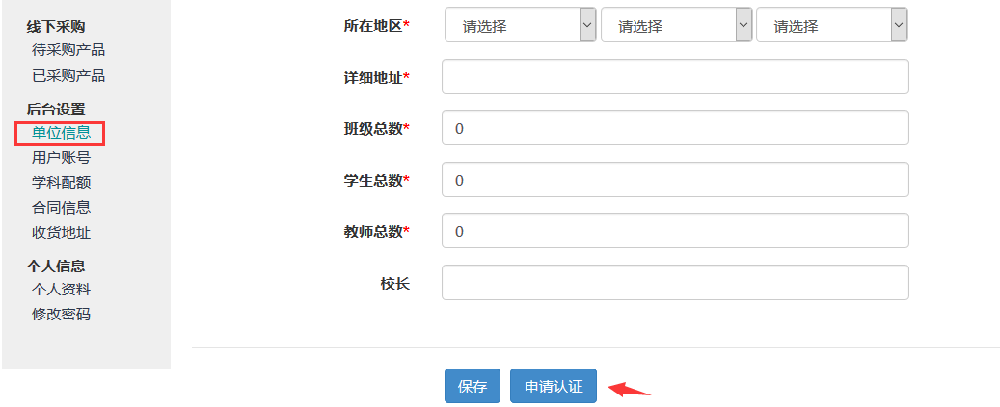 线下采购
待采购产品
已采购产品
后台设置
单位信息
用户账号
学科配额
合同信息
收货地址
个人信息
个人资料
修改密码
所在地区* 请选择 请选择 请选择
详细地址*
班级总数* 0
学生总数* 0
教师总数* 0
校长
保存 申请认证